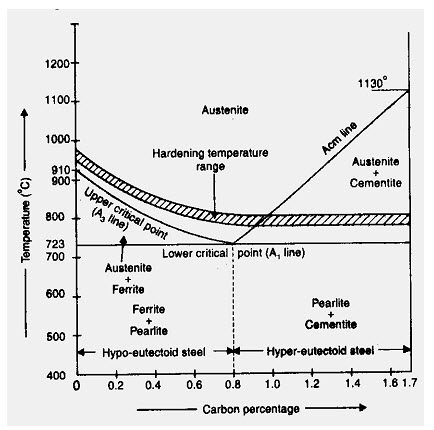 1200
1100
1000
910
900
800
723
700
600
500
400
Temperature (°C)
1130°
Austenite
Acm line
Hardening temperature
range
Austenite
+
Cementite
Upper critical point
(A3 line)
Lower critical point (A1 line)
Austenite
+
Ferrite
Ferrite
+
Pearlite
Pearlite
+
Cementite
Hypo-eutectoid steel
Hyper-eutectoid steel
0 0.2 0.4 0.6 0.8 1.0 1.2 1.4 1.6 1.7
Carbon percentage